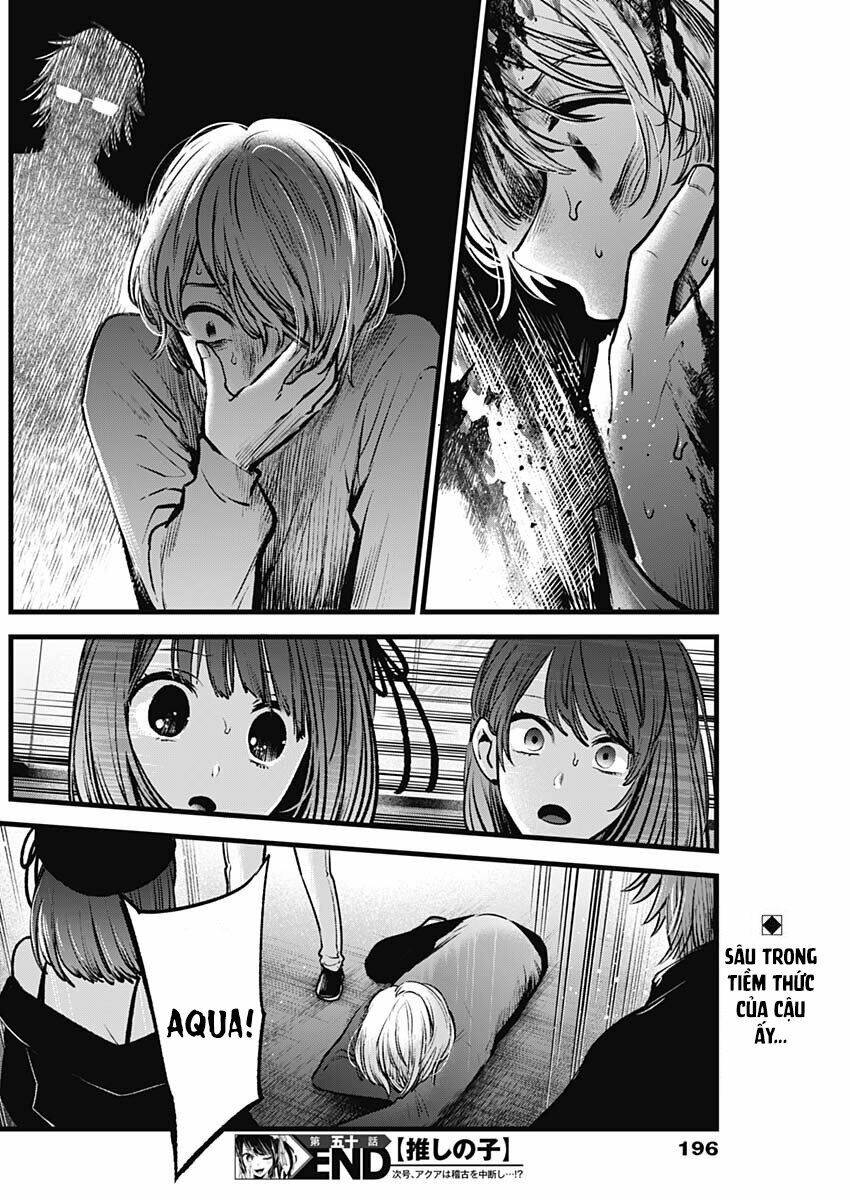 AQUA!
SÂU TRONG
TIỀM THỨC
CỦA CẬU
ẤY...
第五十話
END
【推しの子】
次号、アクアは稽古を中断し…!?
196